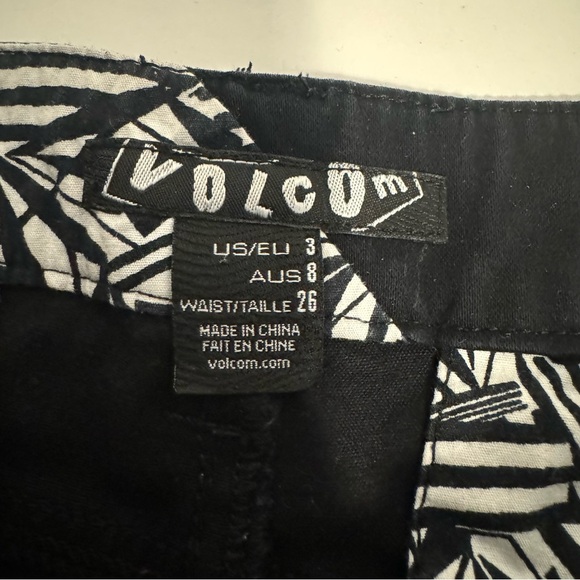 VOLCOM
US/EU 3
AUS 8
WAIST/TAILLE 26
MADE IN CHINA
FAIT EN CHINE
volcom.com